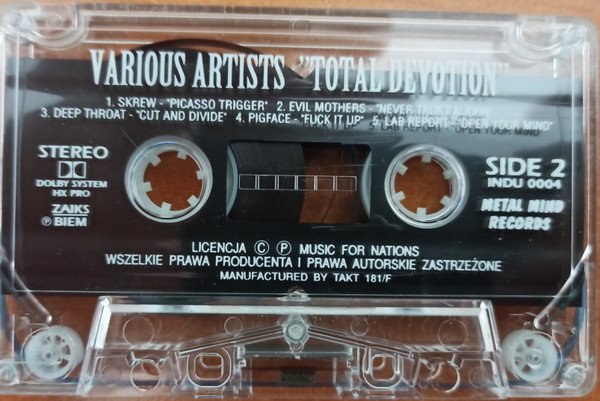 VARIOUS ARTISTS "TOTAL DEVOTION"
1. SKREW - "PICASSO TRIGGER" 2. EVIL MOTHERS - "NEVER TRUST A
3. DEEP THROAT - "CUT AND DIVIDE" 4. PIGFACE - "FUCK IT UP" 5. LAB REPORT - "OPEN YOUR MIND"
STEREO
DOLBY SYSTEM
HX PRO
ZAIKS
Ⓟ BIEM
SIDE 2
INDU 0004
METAL MIND
RECORDS
LICENCJA Ⓒ Ⓟ MUSIC FOR NATIONS
WSZELKIE PRAWA PRODUCENTA I PRAWA AUTORSKIE ZASTRZEŻONE
MANUFACTURED BY TAKT 181/F